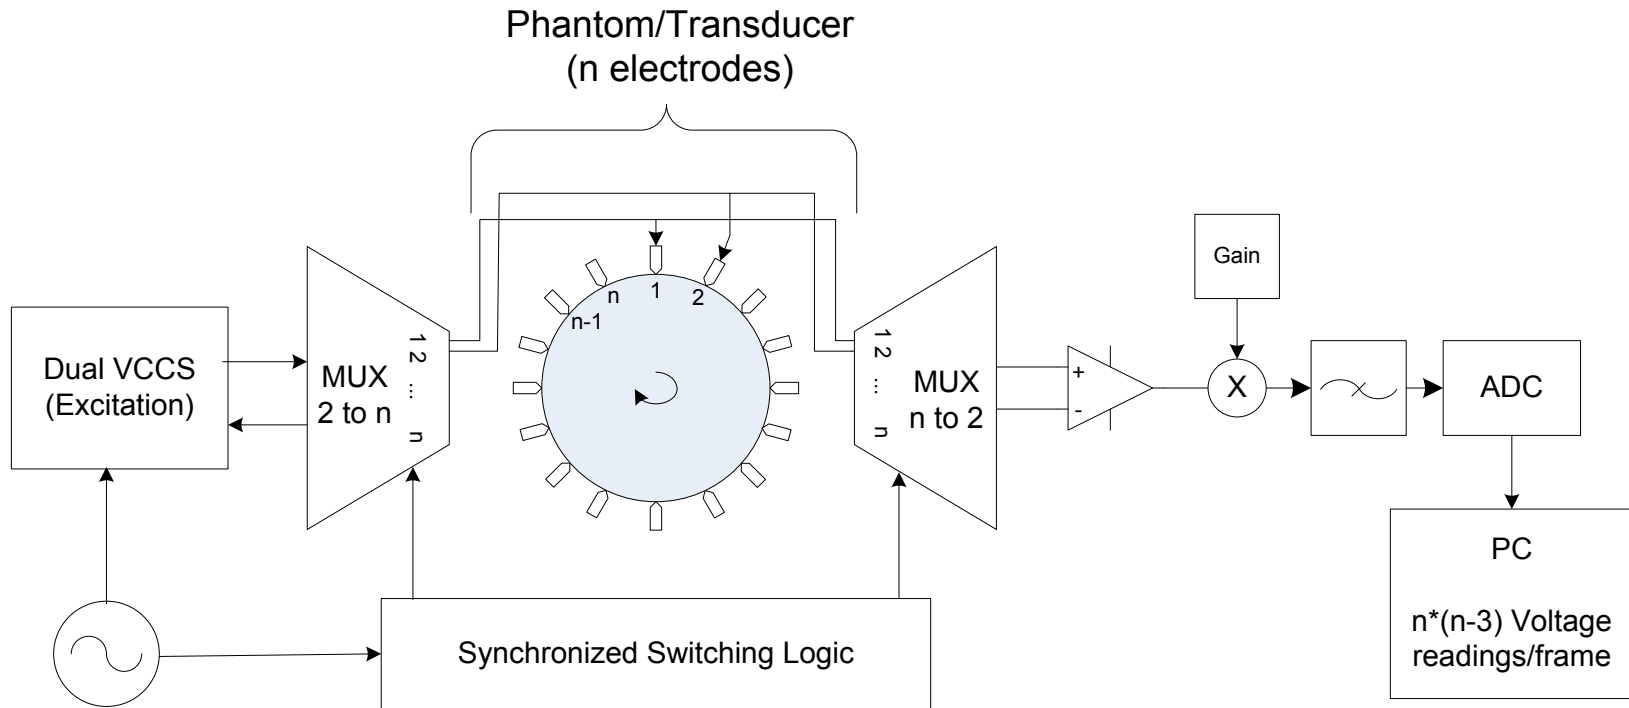 Phantom/Transducer
(n electrodes)
Gain
n
1
2
n-1
1 2 ... n
1 2 ... n
Dual VCCS
(Excitation)
MUX
2 to n
MUX
n to 2
+
-
X
ADC
PC
n*(n-3) Voltage
readings/frame
Synchronized Switching Logic